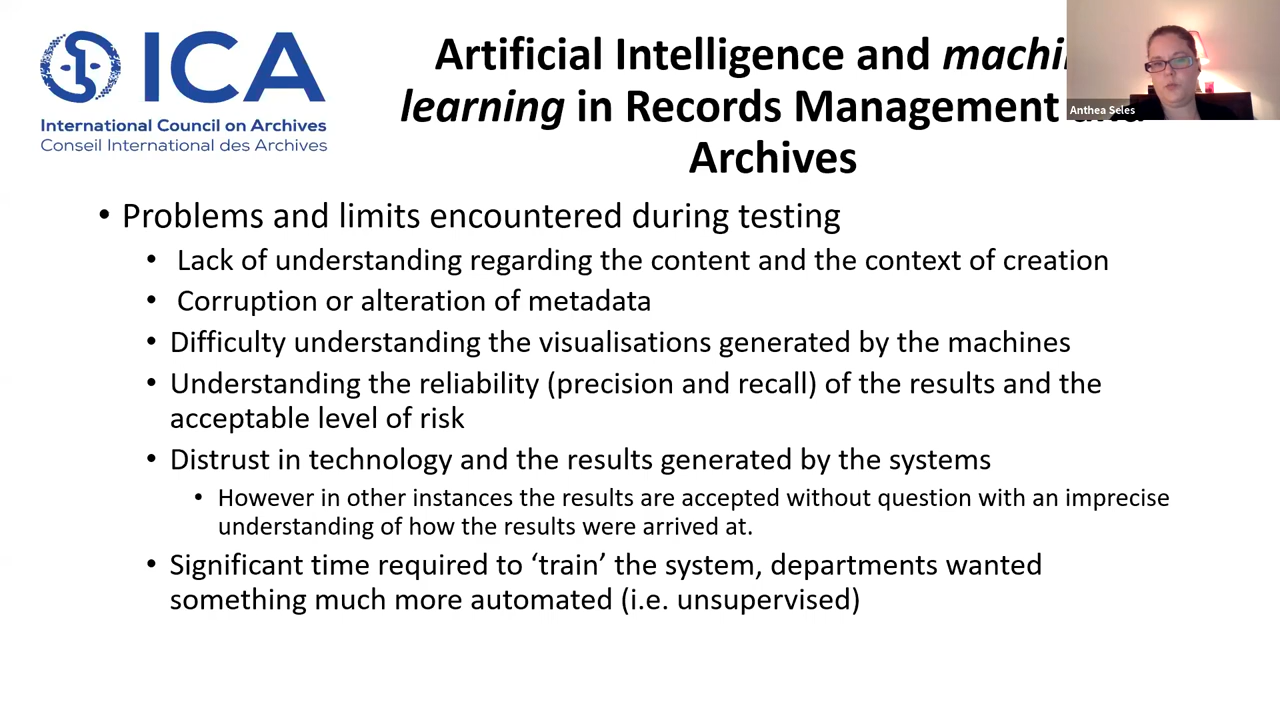 ICA
International Council on Archives
Conseil International des Archives
Artificial Intelligence and
learning in Records Management
Archives
Anthea Seles
• Problems and limits encountered during testing
• Lack of understanding regarding the content and the context of creation
• Corruption or alteration of metadata
• Difficulty understanding the visualisations generated by the machines
• Understanding the reliability (precision and recall) of the results and the
acceptable level of risk
• Distrust in technology and the results generated by the systems
• However in other instances the results are accepted without question with an imprecise
understanding of how the results were arrived at.
• Significant time required to ‘train’ the system, departments wanted
something much more automated (i.e. unsupervised)